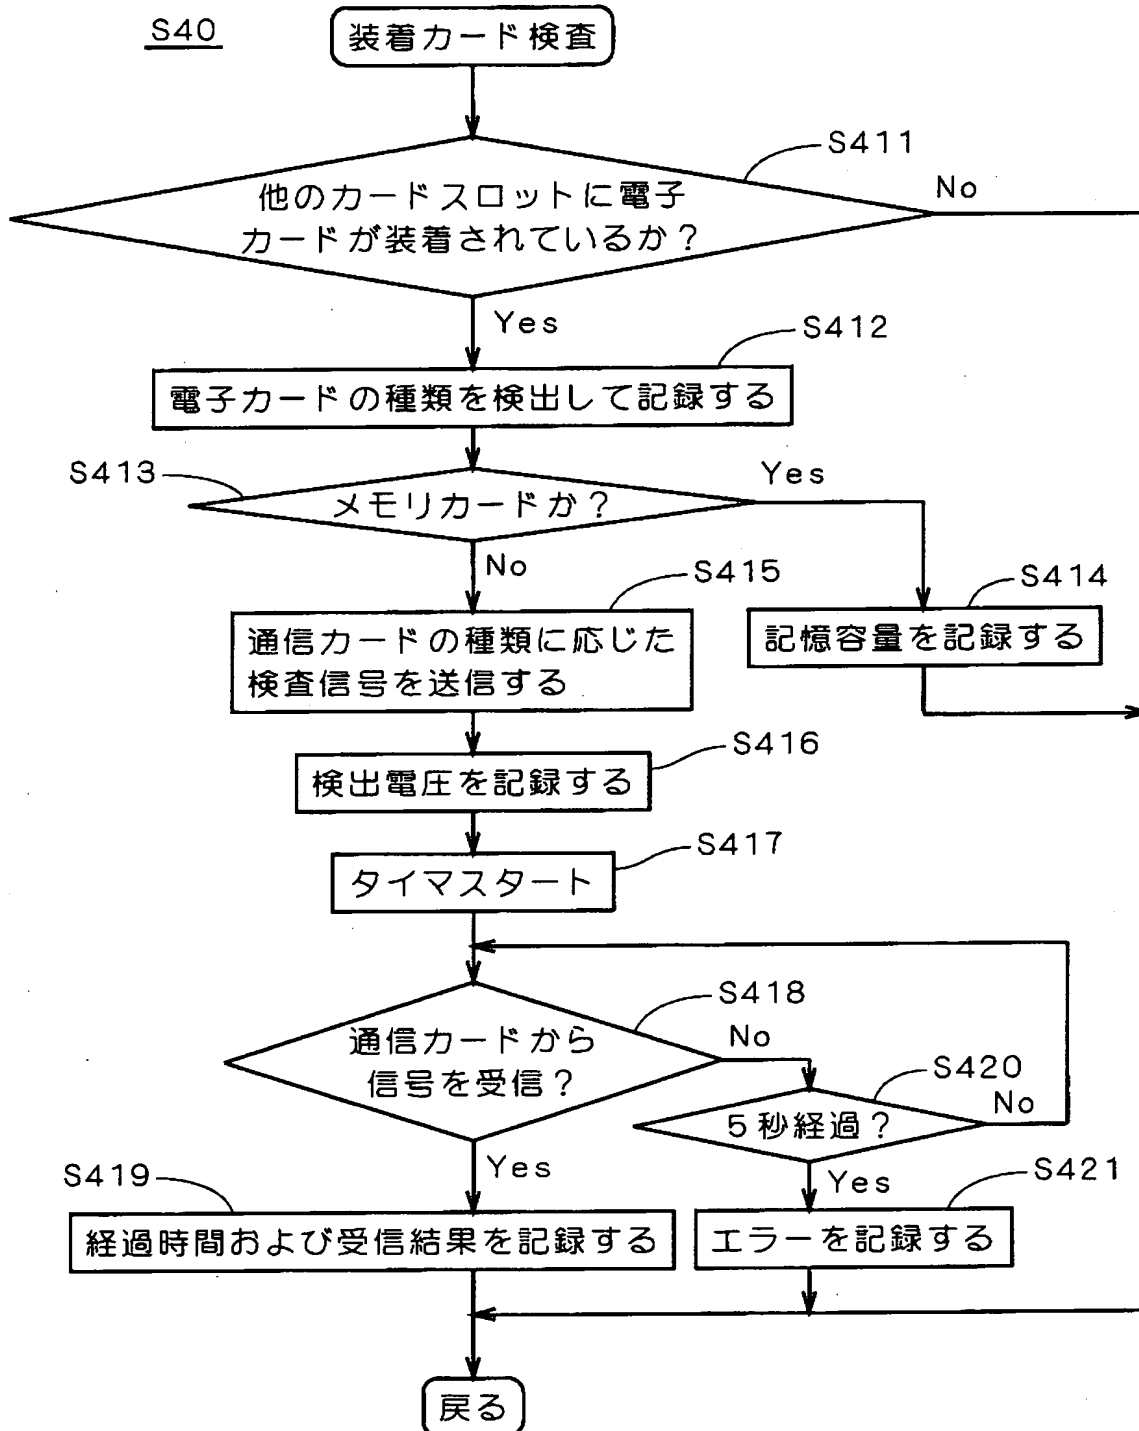 S40
装着カード検査
S411
他のカードスロットに電子
カードが装着されているか？
No
Yes
S412
電子カードの種類を検出して記録する
S413
メモリカードか？
Yes
No
S415
S414
通信カードの種類に応じた
検査信号を送信する
記憶容量を記録する
S416
検出電圧を記録する
S417
タイマスタート
S418
通信カードから
信号を受信？
No
S420
5秒経過？
No
Yes
Yes
S419
S421
経過時間および受信結果を記録する
エラーを記録する
戻る